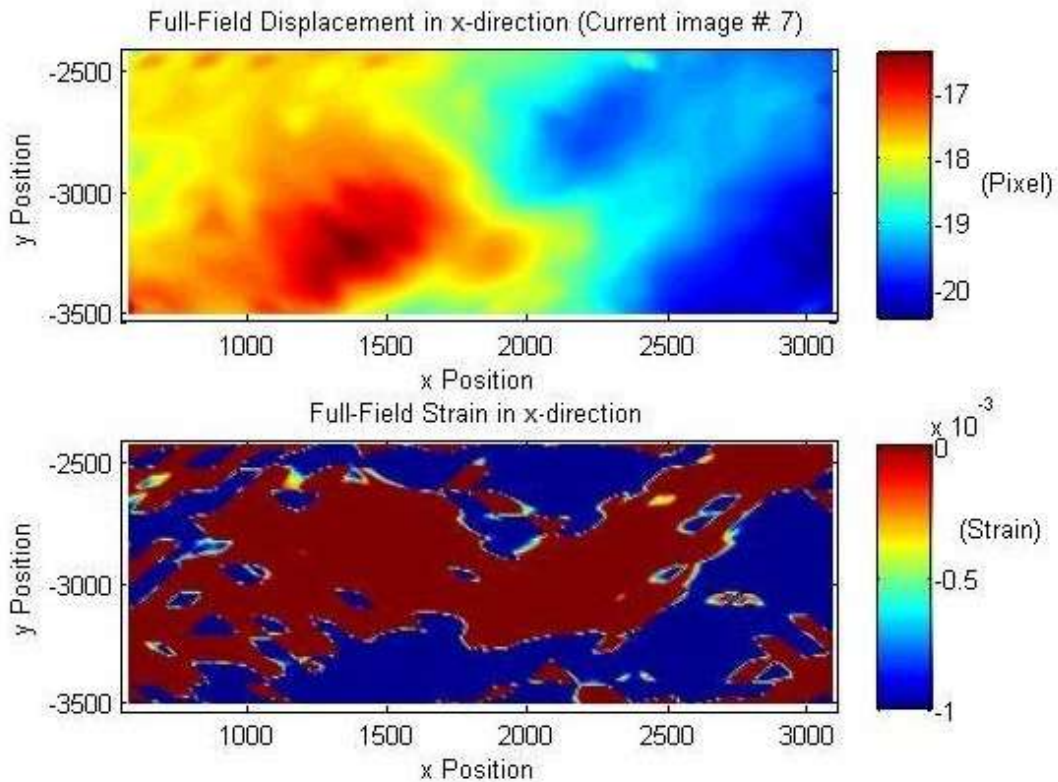 Full-Field Displacement in x-direction (Current image #: 7)
-2500
-3000
-3500
y Position
1000
1500
2000
2500
3000
x Position
-17
-18
-19
-20
(Pixel)
Full-Field Strain in x-direction
-2500
-3000
-3500
y Position
1000
1500
2000
2500
3000
x Position
x 10^-3
0
-0.5
-1
(Strain)